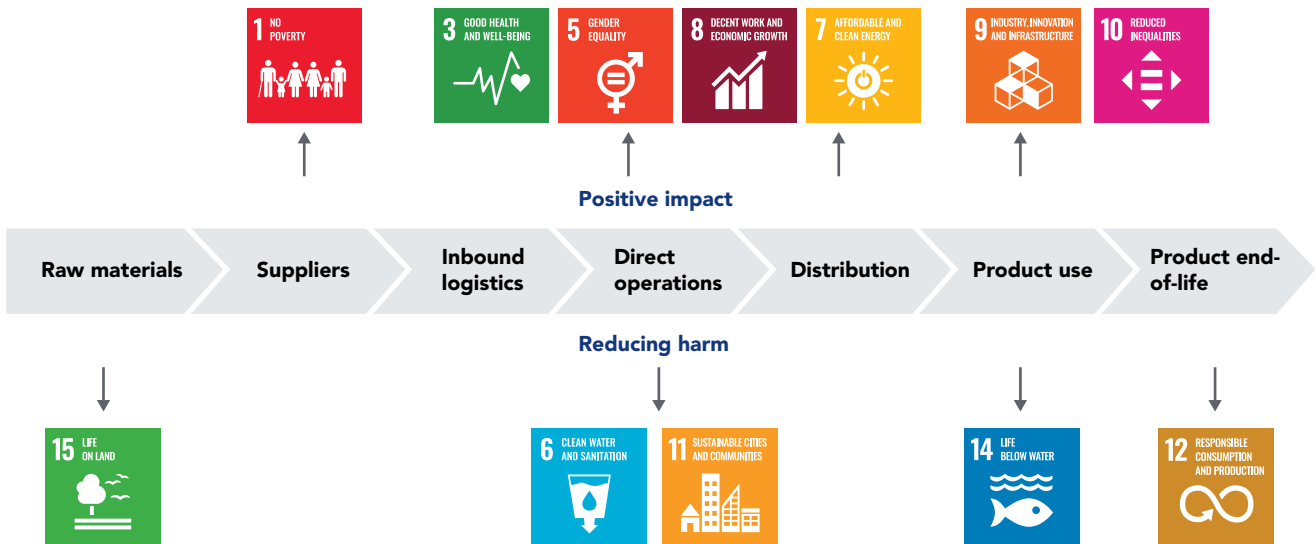 1 NO
POVERTY
3 GOOD HEALTH
AND WELL-BEING
5 GENDER
EQUALITY
8 DECENT WORK AND
ECONOMIC GROWTH
7 AFFORDABLE AND
CLEAN ENERGY
9 INDUSTRY, INNOVATION
AND INFRASTRUCTURE
10 REDUCED
INEQUALITIES
Positive impact
Raw materials
Suppliers
Inbound
logistics
Direct
operations
Distribution
Product use
Product end-
of-life
Reducing harm
15 LIFE
ON LAND
6 CLEAN WATER
AND SANITATION
11 SUSTAINABLE CITIES
AND COMMUNITIES
14 LIFE
BELOW WATER
12 RESPONSIBLE
CONSUMPTION
AND PRODUCTION